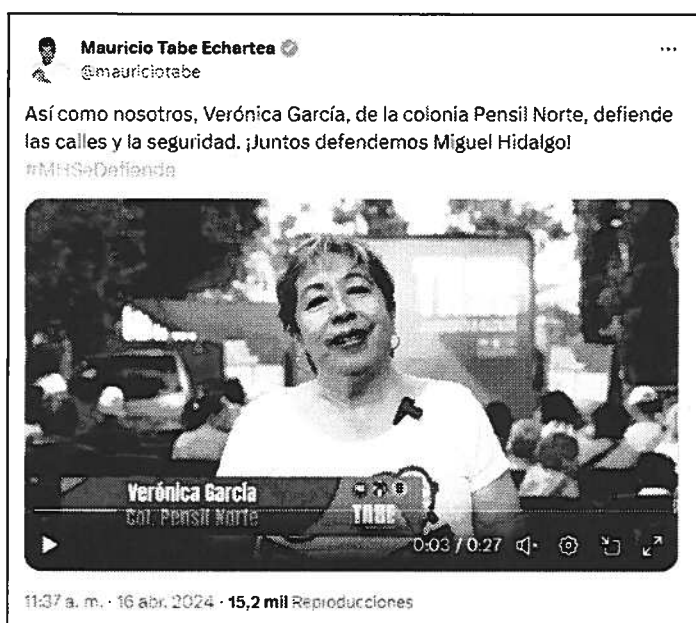 Mauricio Tabe Echartea
@mauriciotabe
Así como nosotros, Verónica García, de la colonia Pensil Norte, defiende
las calles y la seguridad. ¡Juntos defendemos Miguel Hidalgo!
#MHSeDefiende
Verónica García
Col. Pensil Norte
TABE
0:03 / 0:27
11:37 a. m. · 16 abr. 2024 · 15,2 mil Reproducciones